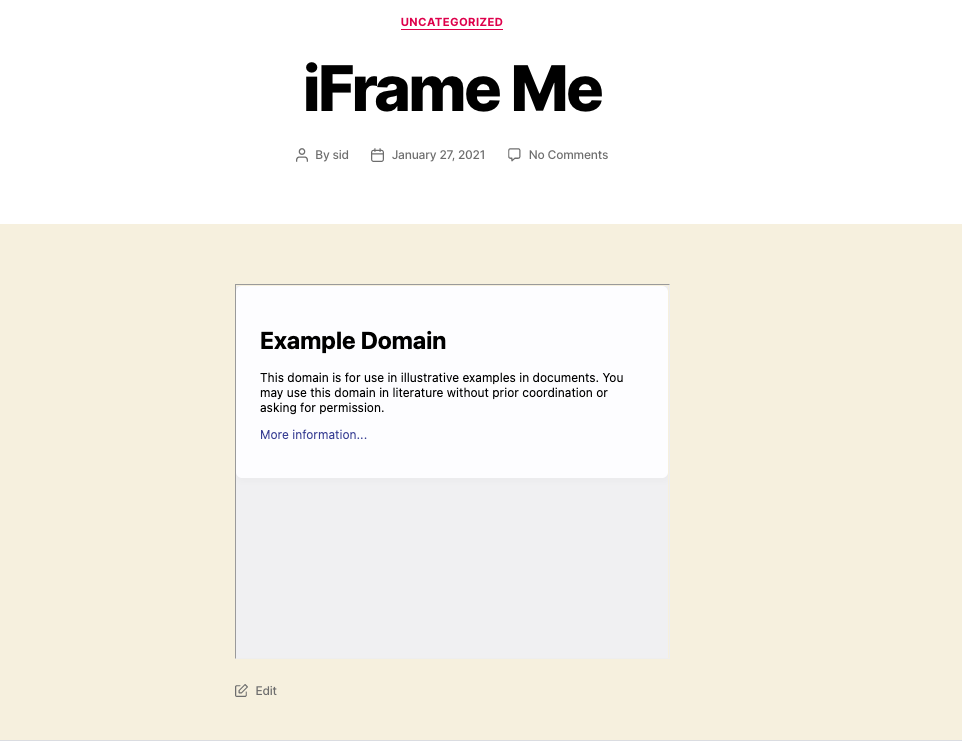 UNCATEGORIZED
iFrame Me
By sid January 27, 2021 No Comments
Example Domain
This domain is for use in illustrative examples in documents. You
may use this domain in literature without prior coordination or
asking for permission.
More information...
Edit